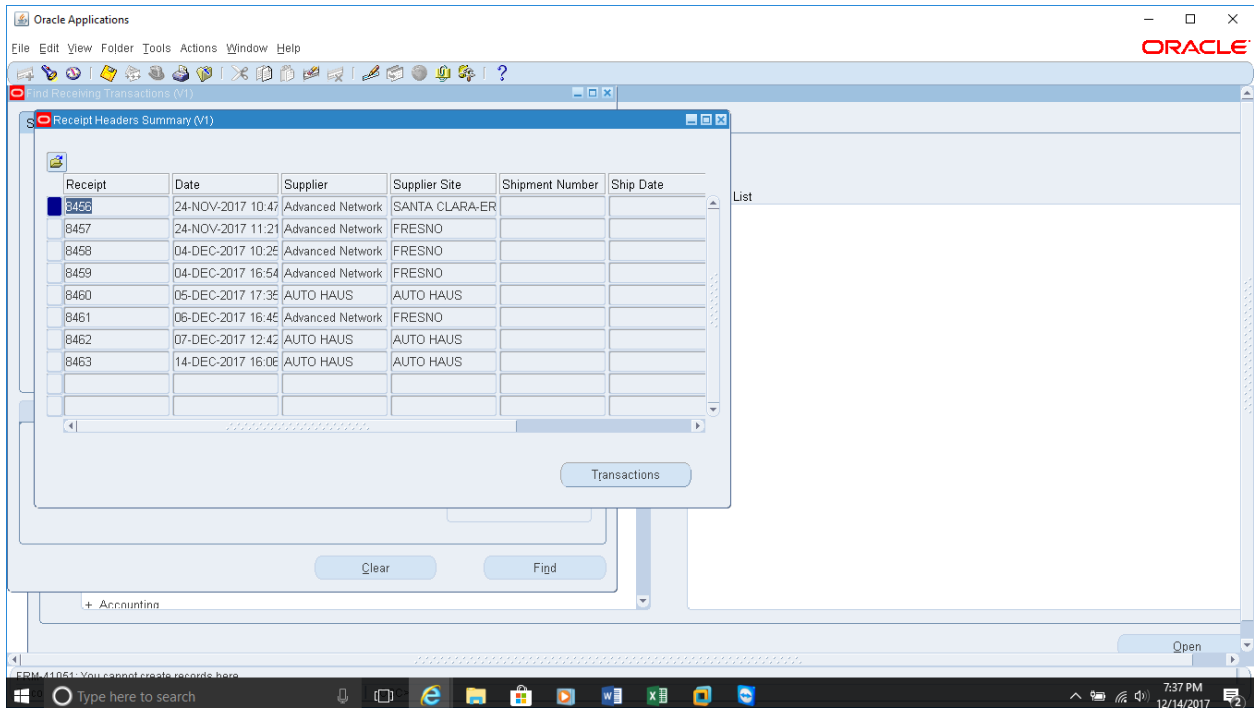 Oracle Applications
File Edit View Folder Tools Actions Window Help
ORACLE
Find Receiving Transactions (V1)
Receipt Headers Summary (V1)
Receipt Date Supplier Supplier Site Shipment Number Ship Date
List
8456 24-NOV-2017 10:47 Advanced Network SANTA CLARA-ER
8457 24-NOV-2017 11:21 Advanced Network FRESNO
8458 04-DEC-2017 10:25 Advanced Network FRESNO
8459 04-DEC-2017 16:54 Advanced Network FRESNO
8460 05-DEC-2017 17:35 AUTO HAUS AUTO HAUS
8461 06-DEC-2017 16:45 Advanced Network FRESNO
8462 07-DEC-2017 12:42 AUTO HAUS AUTO HAUS
8463 14-DEC-2017 16:06 AUTO HAUS AUTO HAUS
Transactions
Clear Find
+ Accounting
Open
FRM-41051: You cannot create records here.
Type here to search
7:37 PM
12/14/2017